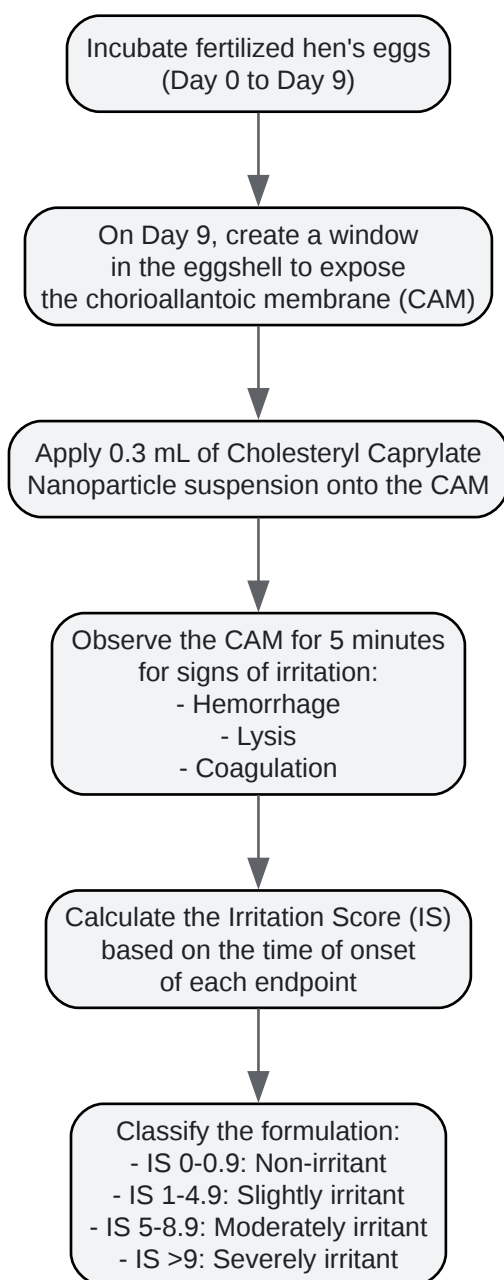 Incubate fertilized hen's eggs
(Day 0 to Day 9)
On Day 9, create a window
in the eggshell to expose
the chorioallantoic membrane (CAM)
Apply 0.3 mL of Cholesteryl Caprylate
Nanoparticle suspension onto the CAM
Observe the CAM for 5 minutes
for signs of irritation:
- Hemorrhage
- Lysis
- Coagulation
Calculate the Irritation Score (IS)
based on the time of onset
of each endpoint
Classify the formulation:
- IS 0-0.9: Non-irritant
- IS 1-4.9: Slightly irritant
- IS 5-8.9: Moderately irritant
- IS >9: Severely irritant